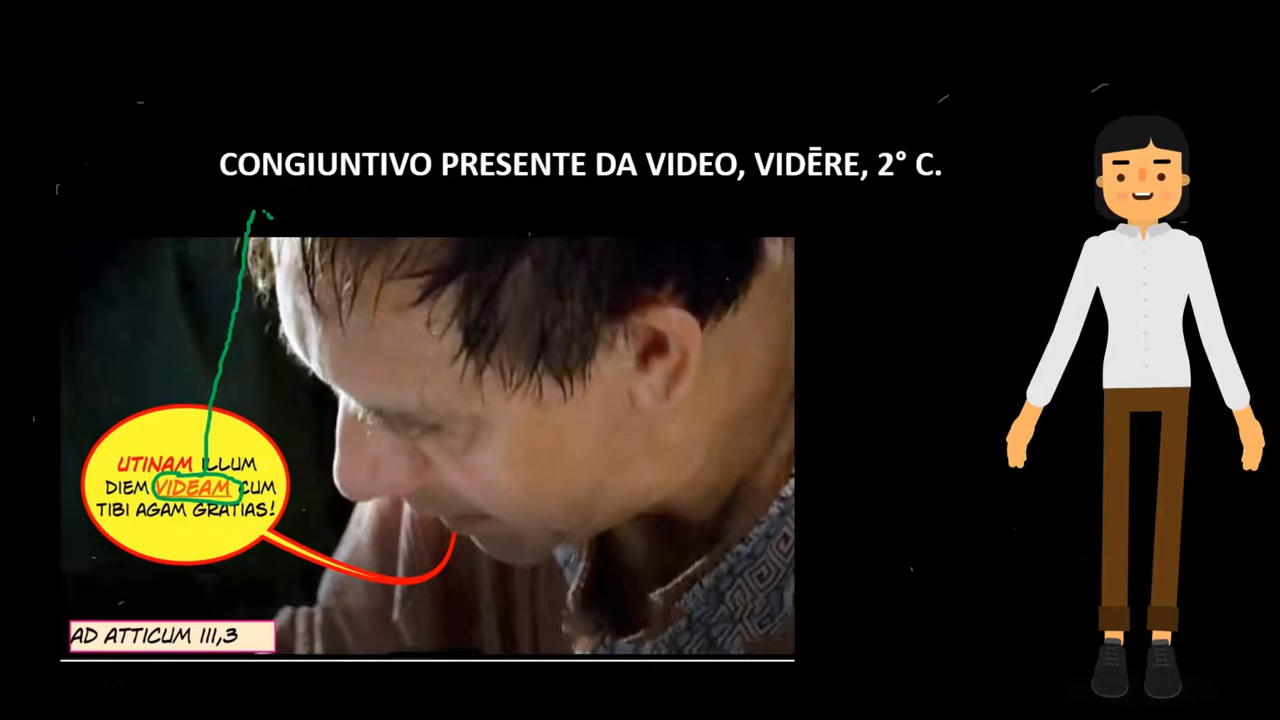 CONGIUNTIVO PRESENTE DA VIDEO, VIDĒRE, 2° C.
UTINAM ILLUM
DIEM VIDEAM CUM
TIBI AGAM GRATIAS!
AD ATTICUM III,3